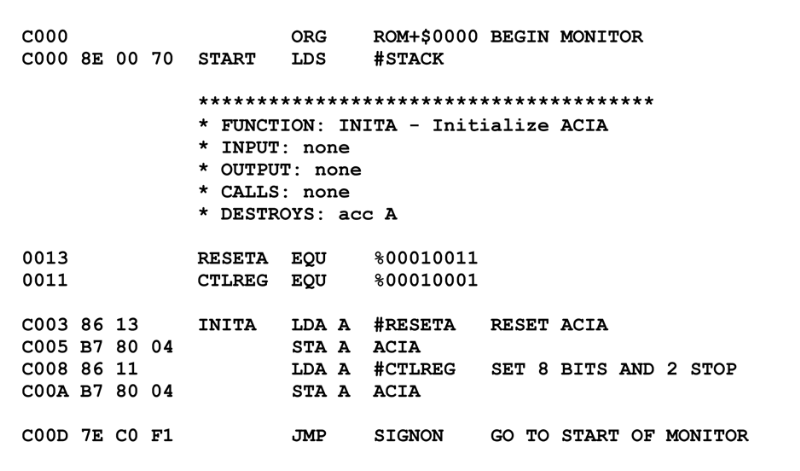 C000                   ORG    ROM+$0000 BEGIN MONITOR
C000 8E 00 70  START   LDS    #STACK
***************************************
* FUNCTION: INITA - Initialize ACIA
* INPUT: none
* OUTPUT: none
* CALLS: none
* DESTROYS: acc A
0013           RESETA  EQU    %00010011
0011           CTLREG  EQU    %00010001
C003 86 13     INITA   LDA A  #RESETA   RESET ACIA
C005 B7 80 04          STA A  ACIA
C008 86 11             LDA A  #CTLREG   SET 8 BITS AND 2 STOP
C00A B7 80 04          STA A  ACIA
C00D 7E C0 F1          JMP    SIGNON    GO TO START OF MONITOR